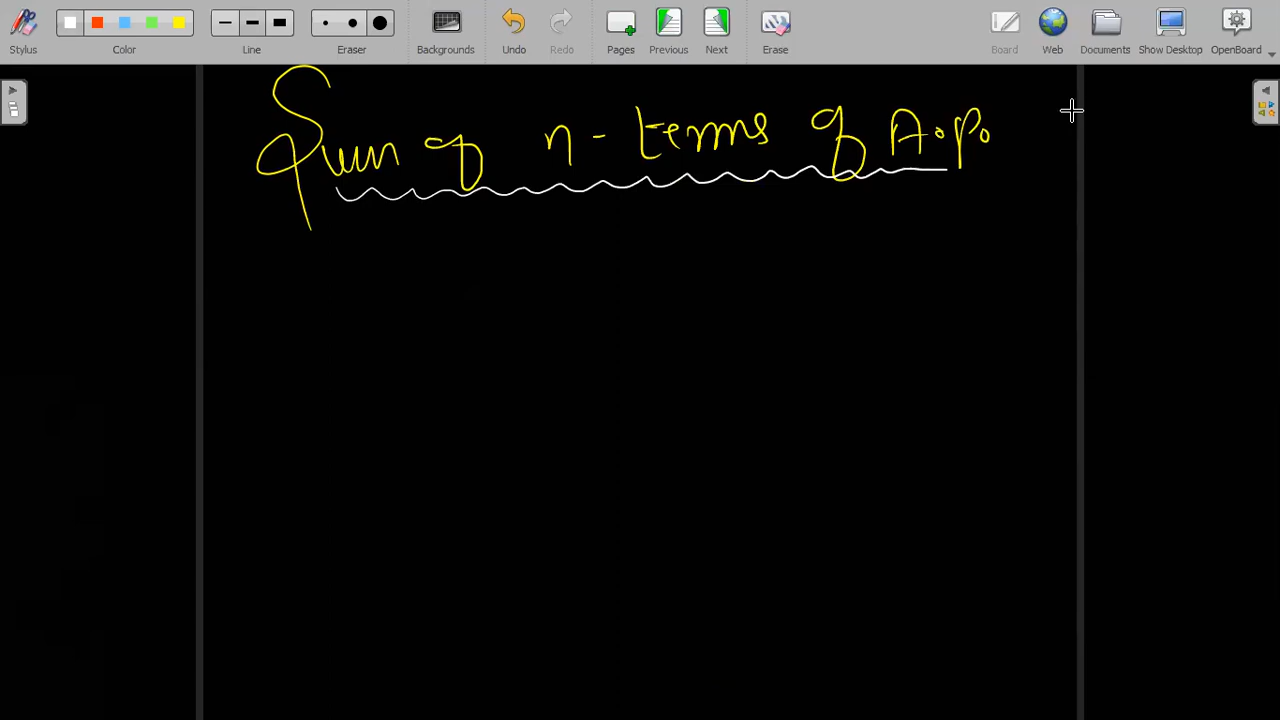 Stylus Color Line Eraser Backgrounds Undo Redo Pages Previous Next Erase Board Web Documents Show Desktop OpenBoard
Sum of n - terms of A.P.